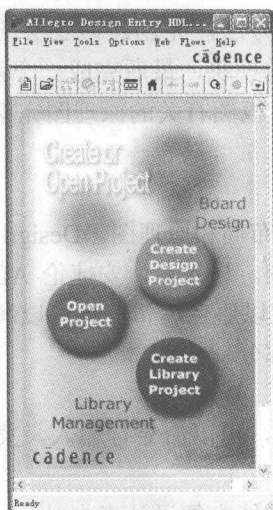 Allegro Design Entry HDL...
File View Tools Options Web Flows Help
cādence
Create or
Open Project
Board
Design
Create
Design
Project
Open
Project
Create
Library
Project
Library
Management
cādence
Ready